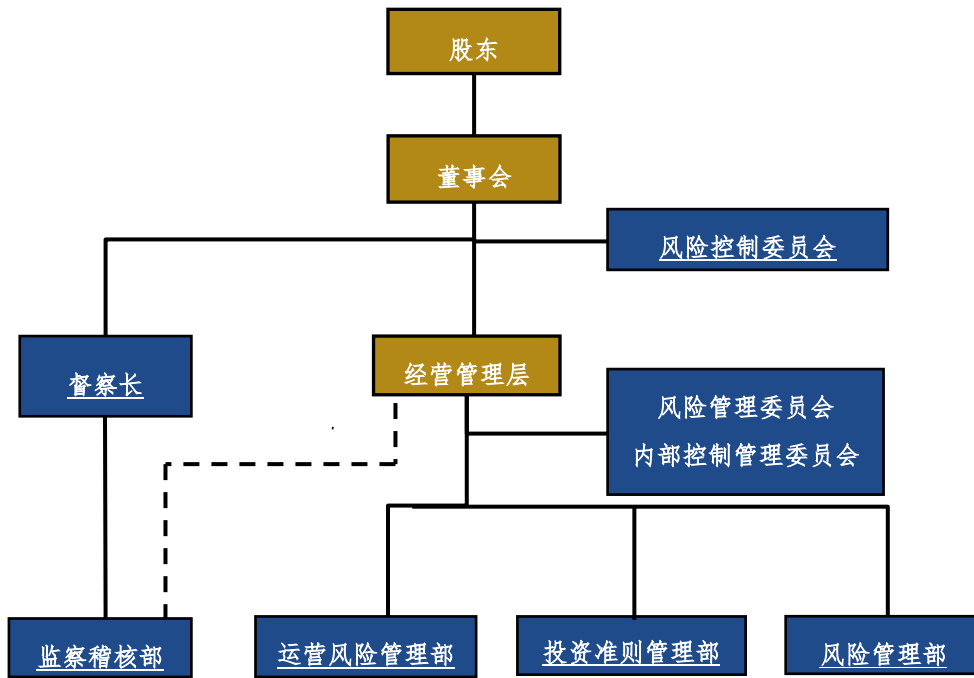 股东
董事会
风险控制委员会
督察长
经营管理层
风险管理委员会
内部控制管理委员会
监察稽核部
运营风险管理部
投资准则管理部
风险管理部